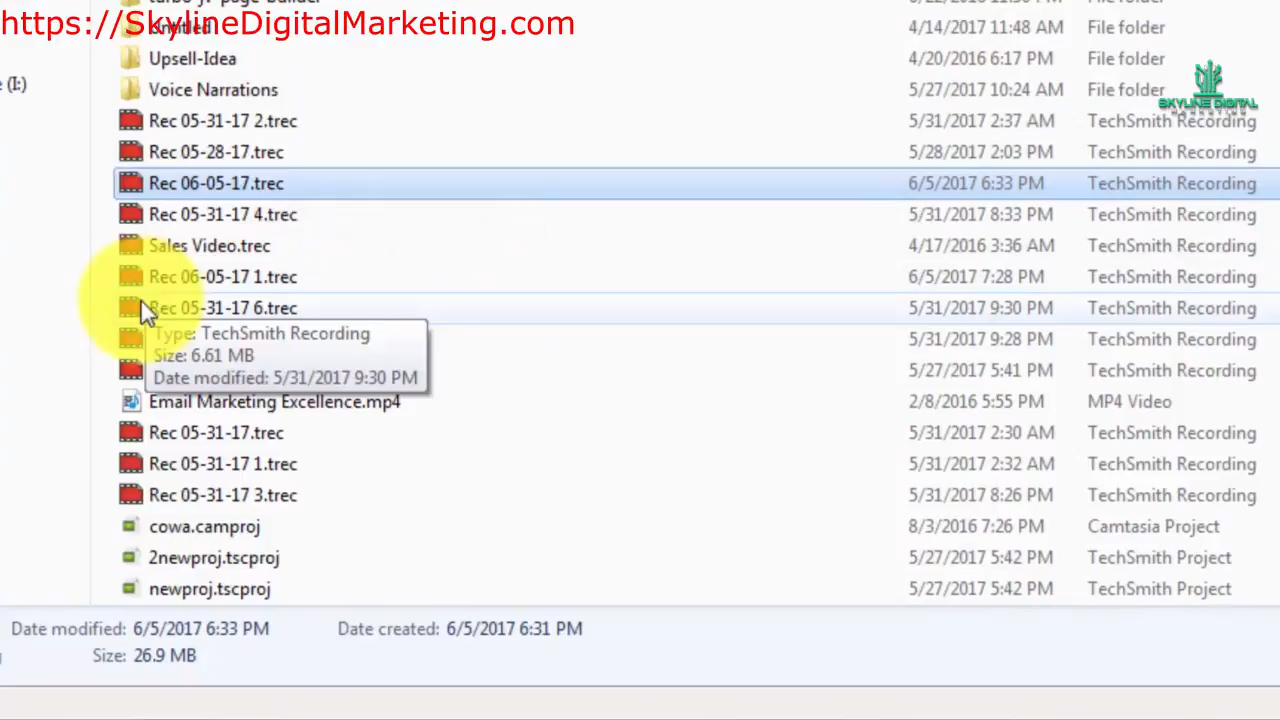 https://SkylineDigitalMarketing.com
Untitled 4/14/2017 11:48 AM File folder
e (I:)
Upsell-Idea 4/20/2016 6:17 PM File folder
Voice Narrations 5/27/2017 10:24 AM File folder
SKYLINE DIGITAL
Rec 05-31-17 2.trec 5/31/2017 2:37 AM TechSmith Recording
Rec 05-28-17.trec 5/28/2017 2:03 PM TechSmith Recording
Rec 06-05-17.trec 6/5/2017 6:33 PM TechSmith Recording
Rec 05-31-17 4.trec 5/31/2017 8:33 PM TechSmith Recording
Sales Video.trec 4/17/2016 3:36 AM TechSmith Recording
Rec 06-05-17 1.trec 6/5/2017 7:28 PM TechSmith Recording
Rec 05-31-17 6.trec 5/31/2017 9:30 PM TechSmith Recording
Type: TechSmith Recording
Size: 6.61 MB
Date modified: 5/31/2017 9:30 PM
5/31/2017 9:28 PM TechSmith Recording
5/27/2017 5:41 PM TechSmith Recording
Email Marketing Excellence.mp4 2/8/2016 5:55 PM MP4 Video
Rec 05-31-17.trec 5/31/2017 2:30 AM TechSmith Recording
Rec 05-31-17 1.trec 5/31/2017 2:32 AM TechSmith Recording
Rec 05-31-17 3.trec 5/31/2017 8:26 PM TechSmith Recording
cowa.camproj 8/3/2016 7:26 PM Camtasia Project
2newproj.tscproj 5/27/2017 5:42 PM TechSmith Project
newproj.tscproj 5/27/2017 5:42 PM TechSmith Project
Date modified: 6/5/2017 6:33 PM Date created: 6/5/2017 6:31 PM
Size: 26.9 MB